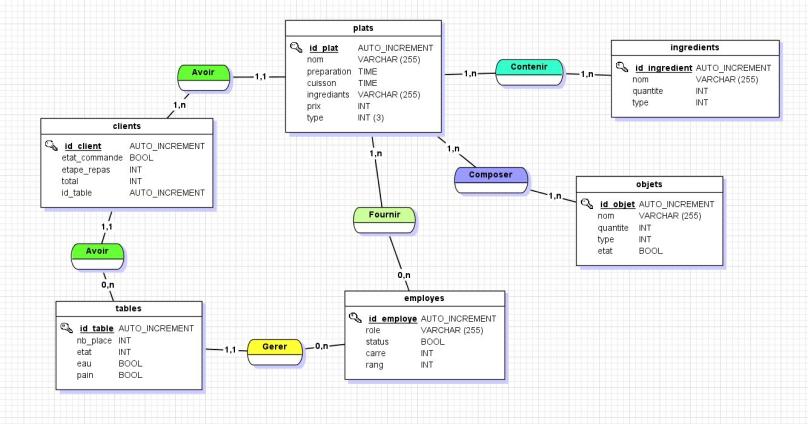 plats
id_plat AUTO_INCREMENT
nom VARCHAR (255)
preparation TIME
cuisson TIME
ingrediants VARCHAR (255)
prix INT
type INT (3)
Avoir
1,1
1,n
1,n
Contenir
1,n
ingredients
id_ingredient AUTO_INCREMENT
nom VARCHAR (255)
quantite INT
type INT
clients
id_client AUTO_INCREMENT
etat_commande BOOL
etape_repas INT
total INT
id_table AUTO_INCREMENT
1,n
1,n
Composer
1,n
objets
id_objet AUTO_INCREMENT
nom VARCHAR (255)
quantite INT
type INT
etat BOOL
Fournir
0,n
1,1
Avoir
0,n
tables
id_table AUTO_INCREMENT
nb_place INT
etat INT
eau BOOL
pain BOOL
1,1
Gerer
0,n
employes
id_employe AUTO_INCREMENT
role VARCHAR (255)
status BOOL
carre INT
rang INT